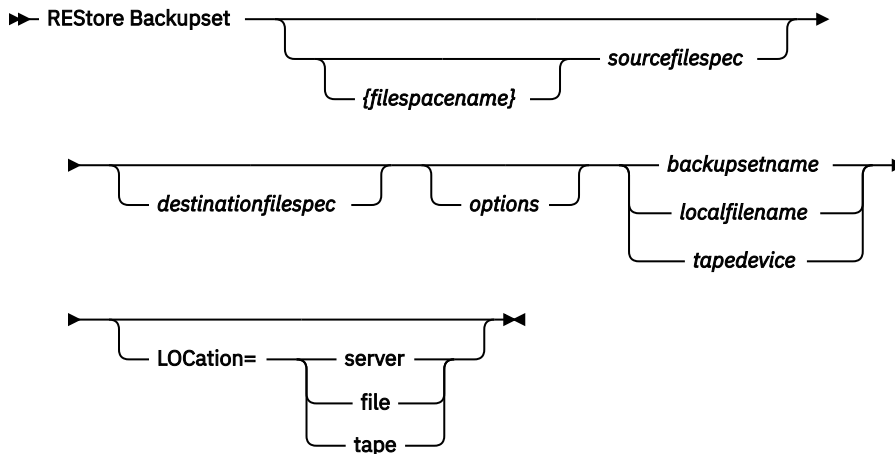 REStore Backupset
sourcefilespec
{filespacename}
backupsetname
destinationfilespec
options
localfilename
tapedevice
LOCation=
server
file
tape